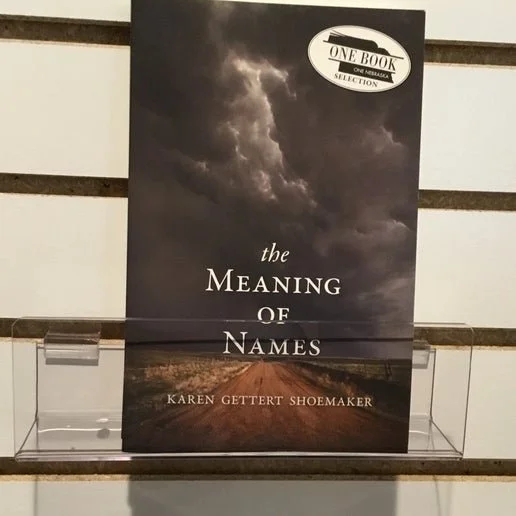 ONE BOOK
ONE NEBRASKA
SELECTION
the
MEANING
OF
NAMES
KAREN GETTERT SHOEMAKER